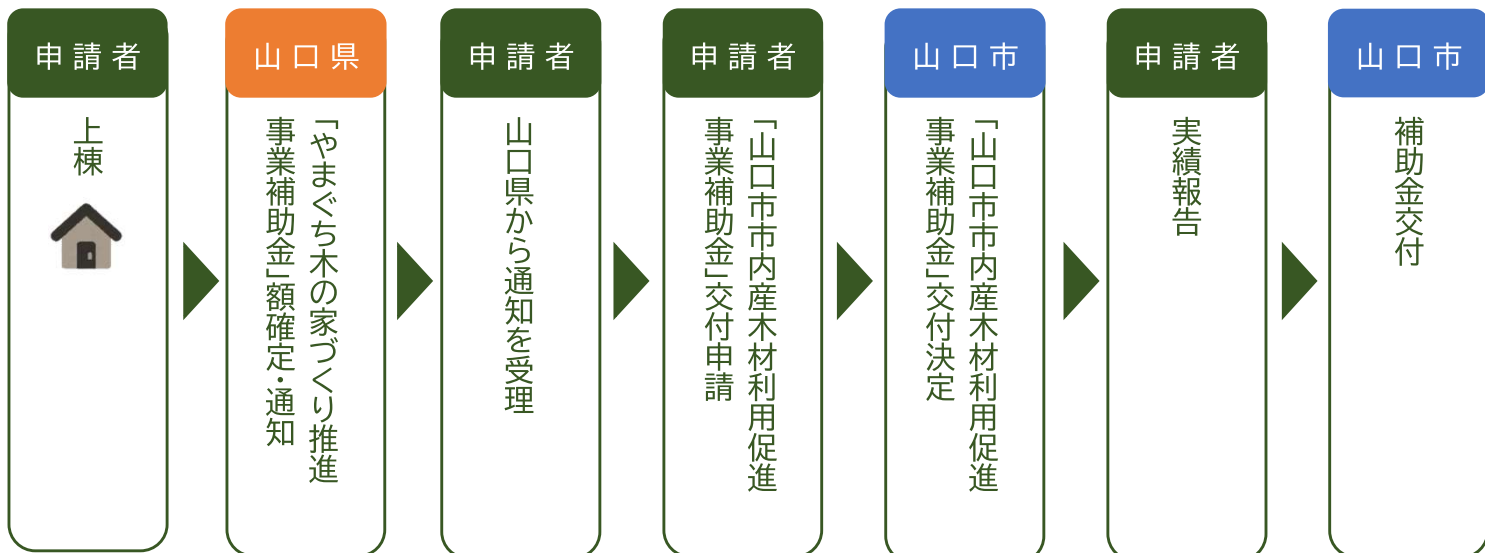 申請者
上棟
山口県
「やまぐち木の家づくり推進
事業補助金」額確定・通知
申請者
山口県から通知を受理
申請者
「山口市市内産木材利用促進
事業補助金」交付申請
山口市
「山口市市内産木材利用促進
事業補助金」交付決定
申請者
実績報告
山口市
補助金交付